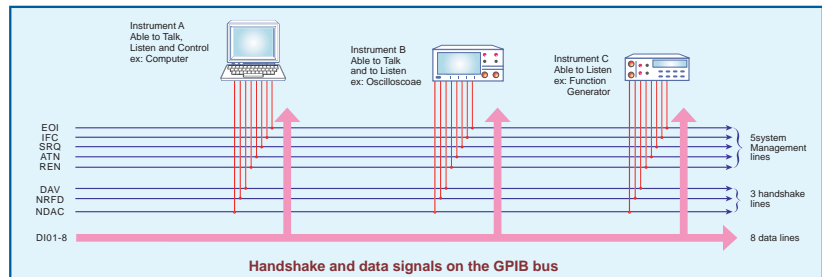 Instrument A
Able to Talk,
Listen and Control
ex: Computer
Instrument B
Able to Talk
and to Listen
ex: Oscilloscoae
Instrument C
Able to Listen
ex: Function
Generator
EOI
IFC
SRQ
ATN
REN
5system
Management
lines
DAV
NRFD
NDAC
3 handshake
lines
DI01-8
8 data lines
Handshake and data signals on the GPIB bus